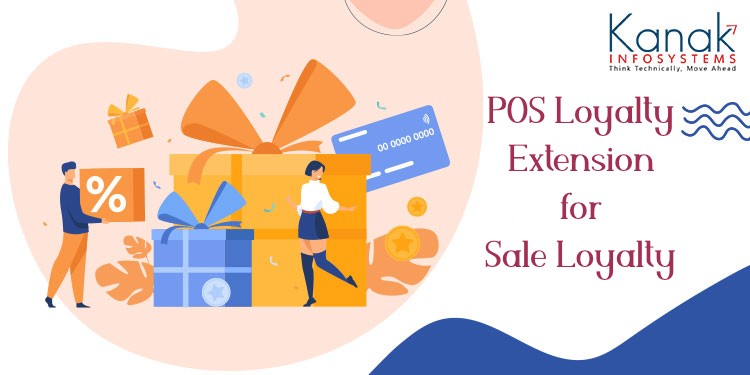 Kanak
INFOSYSTEMS
Think Technically, Move Ahead
POS Loyalty
Extension
for
Sale Loyalty
00 0000 0000
%